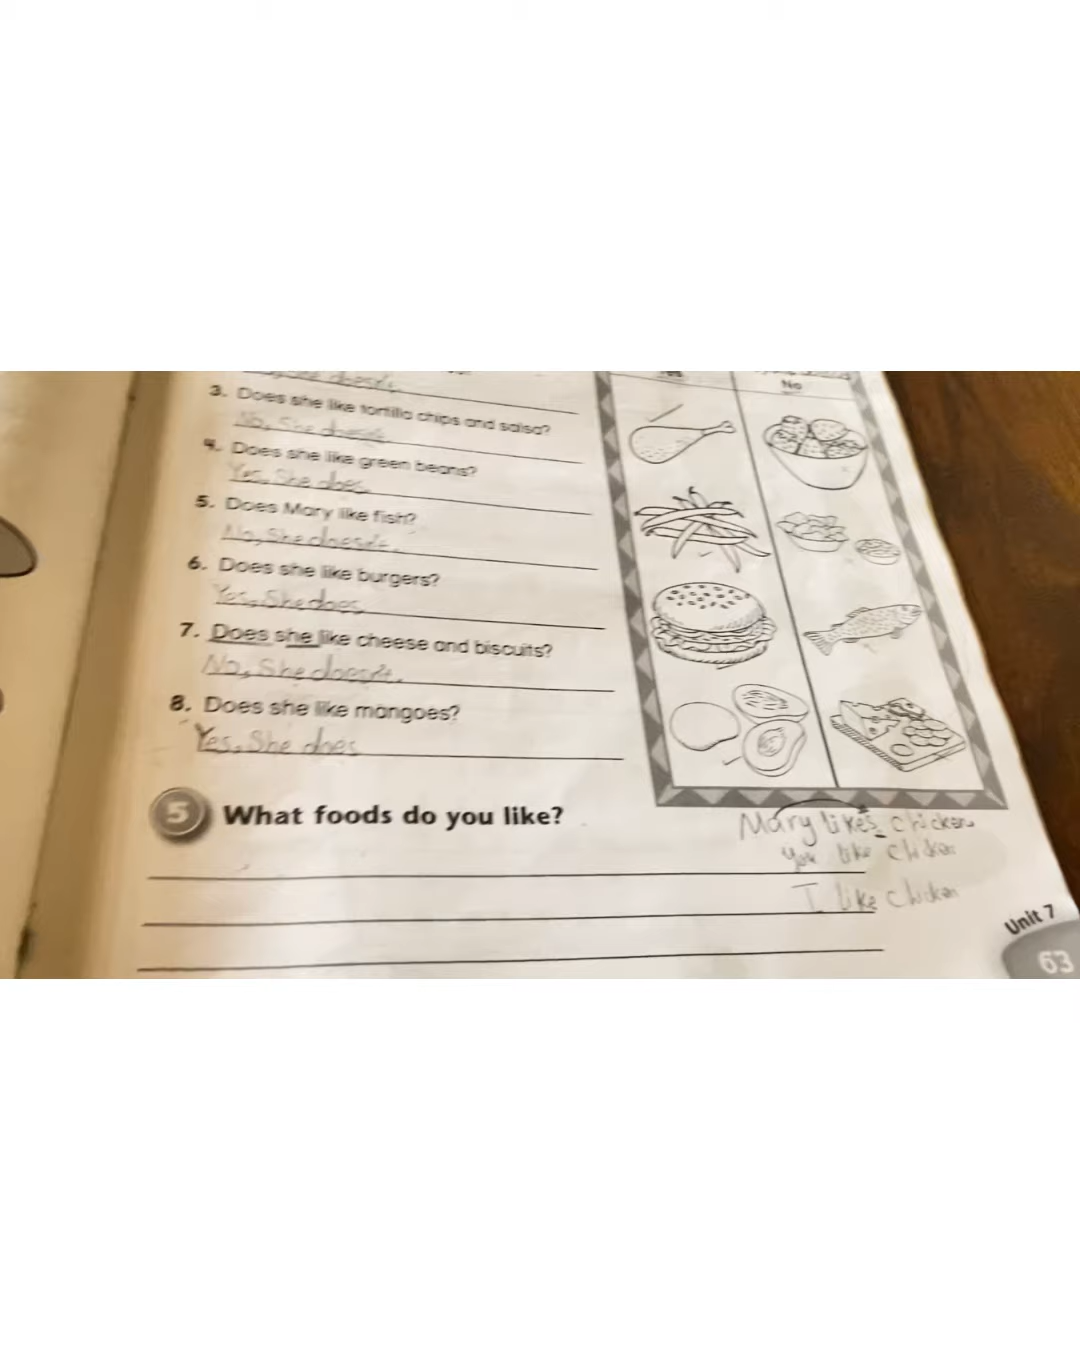 she doesn't.
No
3. Does she like tortilla chips and salsa?
No, She doesn't.
4. Does she like green beans?
Yes, She does.
5. Does Mary like fish?
No, She doesn't.
6. Does she like burgers?
Yes, She does.
7. Does she like cheese and biscuits?
No, She doesn't.
8. Does she like mangoes?
Yes, She does
5 What foods do you like?
Mary likes chicken
You like Chicken
I like Chicken
Unit 7
63